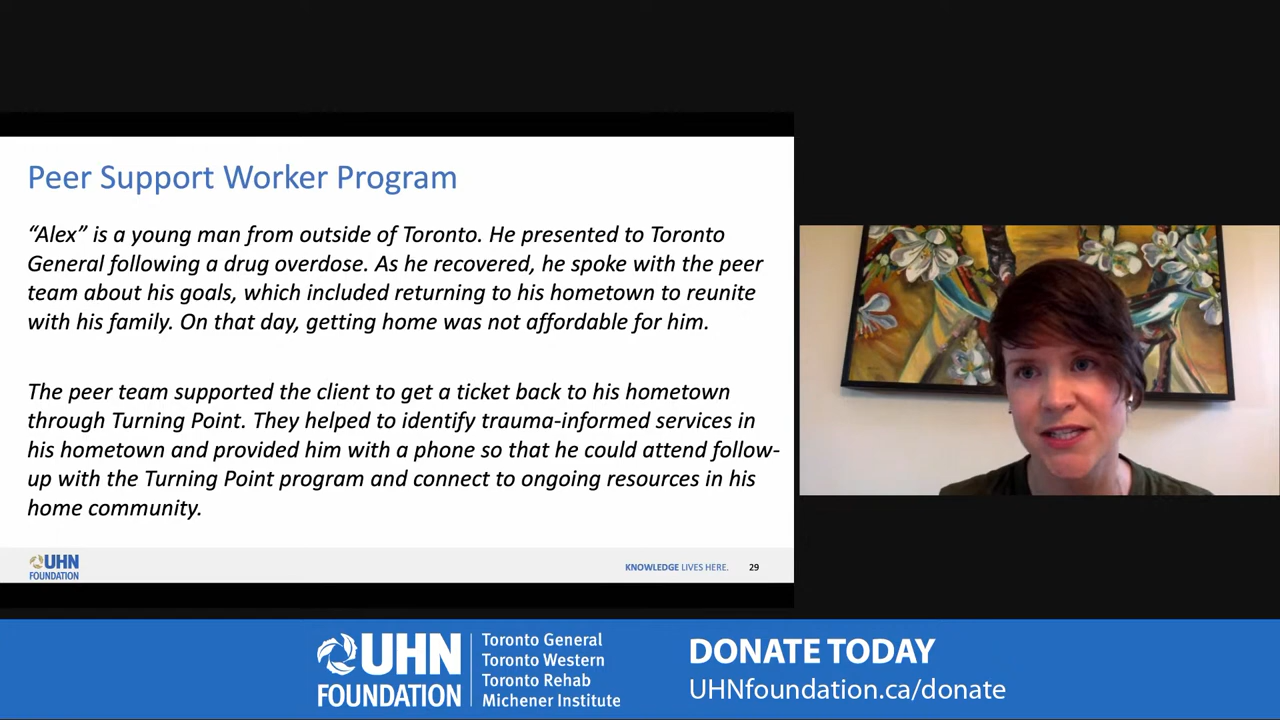 Peer Support Worker Program
“Alex” is a young man from outside of Toronto. He presented to Toronto
General following a drug overdose. As he recovered, he spoke with the peer
team about his goals, which included returning to his hometown to reunite
with his family. On that day, getting home was not affordable for him.
The peer team supported the client to get a ticket back to his hometown
through Turning Point. They helped to identify trauma-informed services in
his hometown and provided him with a phone so that he could attend follow-
up with the Turning Point program and connect to ongoing resources in his
home community.
UHN
FOUNDATION
KNOWLEDGE LIVES HERE. 29
UHN
FOUNDATION
Toronto General
Toronto Western
Toronto Rehab
Michener Institute
DONATE TODAY
UHNfoundation.ca/donate